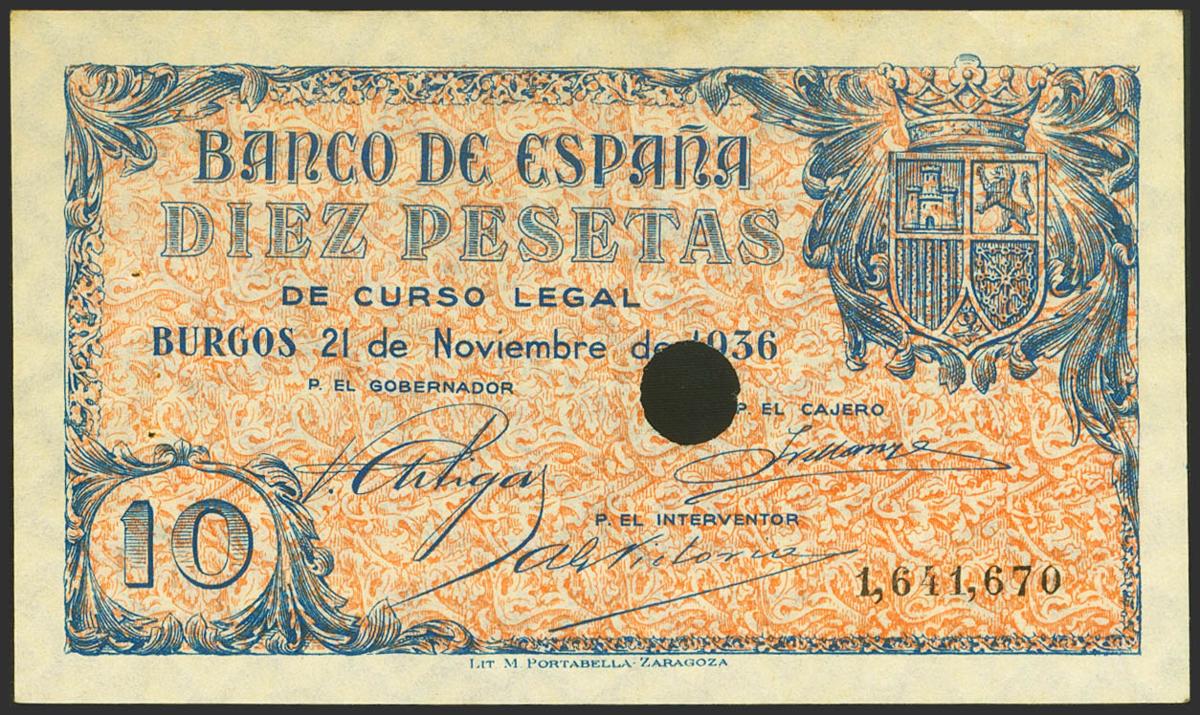 BANCO DE ESPAÑA
DIEZ PESETAS
DE CURSO LEGAL
BURGOS 21 de Noviembre de 1936
P. EL GOBERNADOR
P. EL CAJERO
P. EL INTERVENTOR
10
1,641,670
LIT M. PORTABELLA-ZARAGOZA